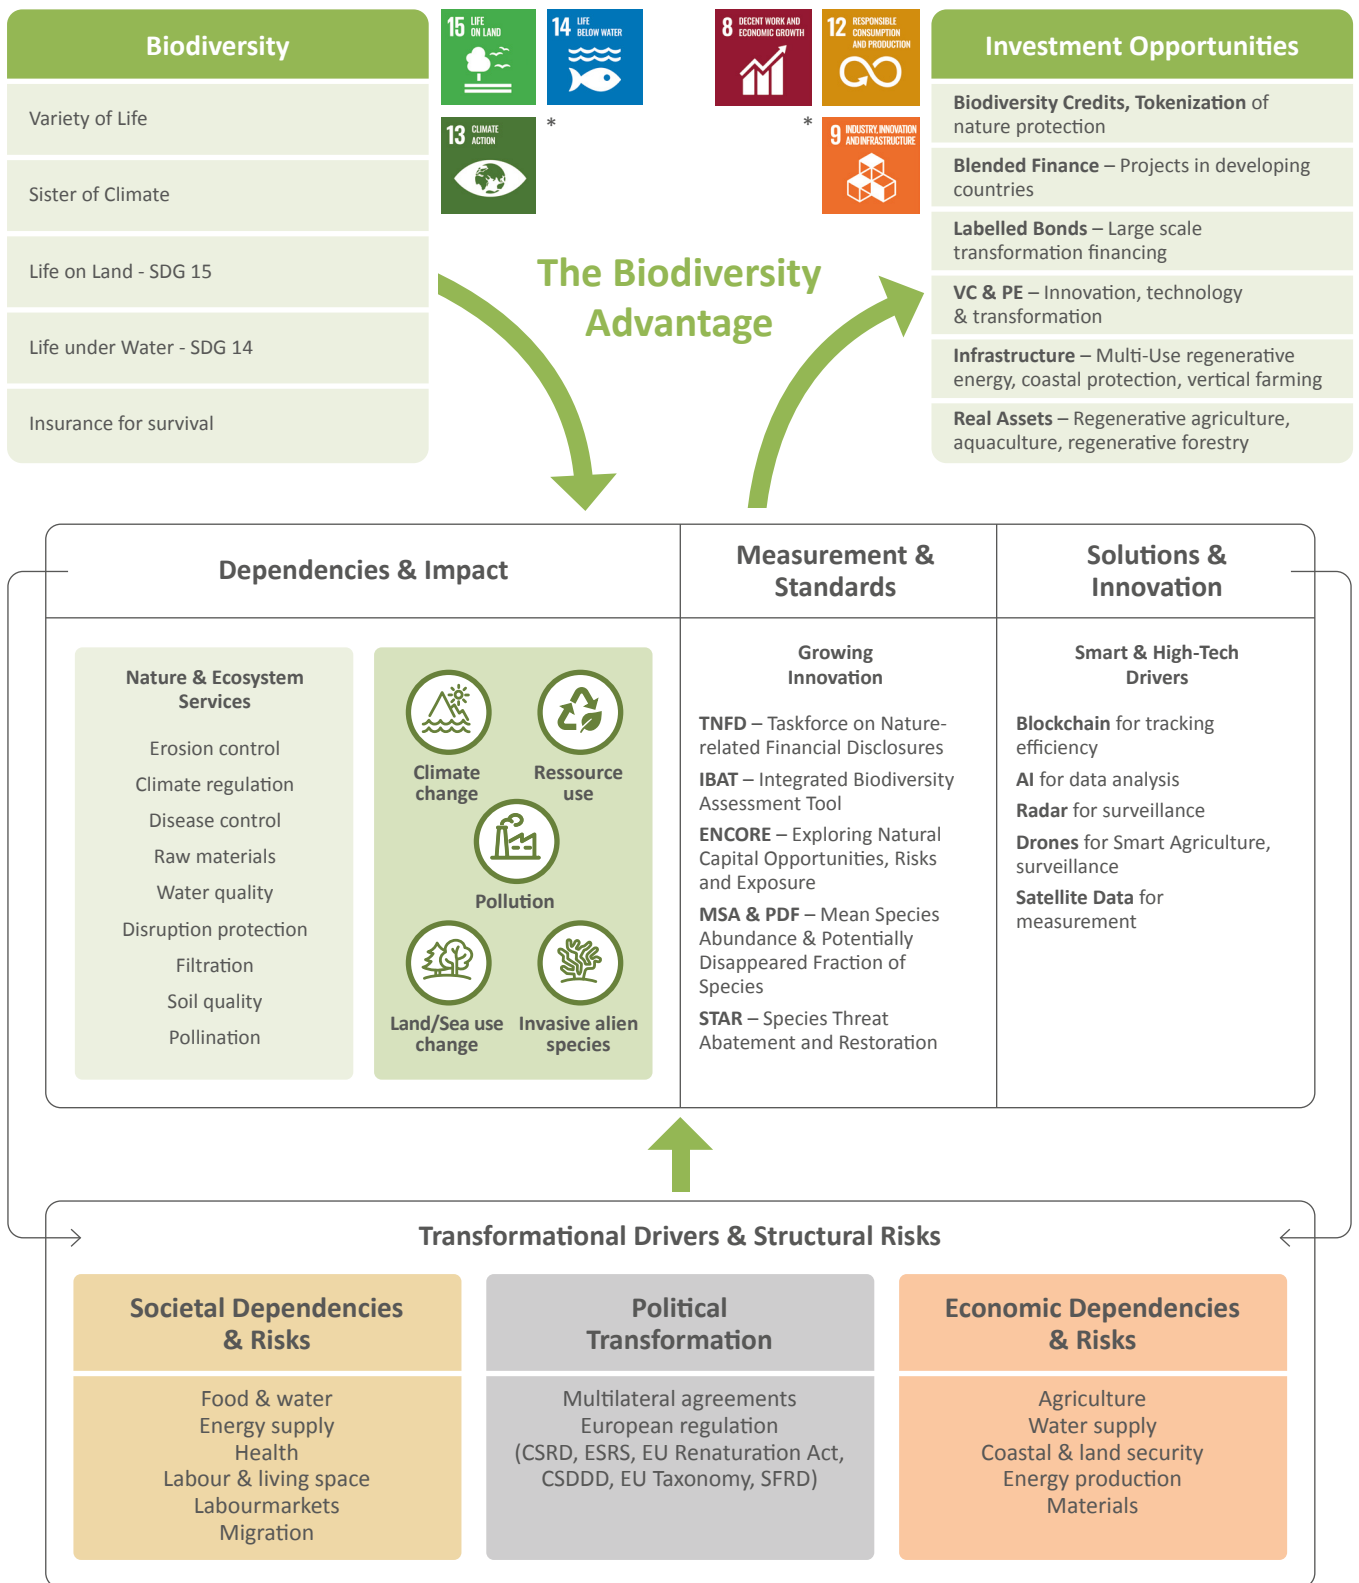 Biodiversity
Variety of Life
Sister of Climate
Life on Land - SDG 15
Life under Water - SDG 14
Insurance for survival
15 LIFE
ON LAND
14 LIFE
BELOW WATER
13 CLIMATE
ACTION
*
8 DECENT WORK AND
ECONOMIC GROWTH
12 RESPONSIBLE
CONSUMPTION
AND PRODUCTION
*
9 INDUSTRY, INNOVATION
AND INFRASTRUCTURE
The Biodiversity
Advantage
Investment Opportunities
Biodiversity Credits, Tokenization of
nature protection
Blended Finance – Projects in developing
countries
Labelled Bonds – Large scale
transformation financing
VC & PE – Innovation, technology
& transformation
Infrastructure – Multi-Use regenerative
energy, coastal protection, vertical farming
Real Assets – Regenerative agriculture,
aquaculture, regenerative forestry
Dependencies & Impact
Nature & Ecosystem
Services
Erosion control
Climate regulation
Disease control
Raw materials
Water quality
Disruption protection
Filtration
Soil quality
Pollination
Climate
change
Ressource
use
Pollution
Land/Sea use
change
Invasive alien
species
Measurement &
Standards
Growing
Innovation
TNFD – Taskforce on Nature-
related Financial Disclosures
IBAT – Integrated Biodiversity
Assessment Tool
ENCORE – Exploring Natural
Capital Opportunities, Risks
and Exposure
MSA & PDF – Mean Species
Abundance & Potentially
Disappeared Fraction of
Species
STAR – Species Threat
Abatement and Restoration
Solutions &
Innovation
Smart & High-Tech
Drivers
Blockchain for tracking
efficiency
AI for data analysis
Radar for surveillance
Drones for Smart Agriculture,
surveillance
Satellite Data for
measurement
Transformational Drivers & Structural Risks
Societal Dependencies
& Risks
Food & water
Energy supply
Health
Labour & living space
Labourmarkets
Migration
Political
Transformation
Multilateral agreements
European regulation
(CSRD, ESRS, EU Renaturation Act,
CSDDD, EU Taxonomy, SFRD)
Economic Dependencies
& Risks
Agriculture
Water supply
Coastal & land security
Energy production
Materials